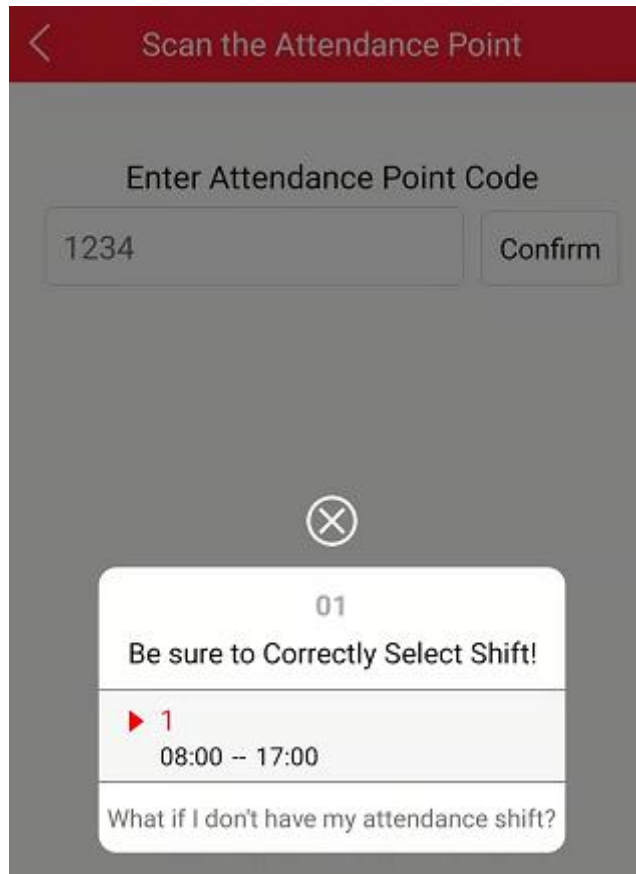 Scan the Attendance Point
Enter Attendance Point Code
1234 Confirm
01
Be sure to Correctly Select Shift!
1
08:00 -- 17:00
What if I don't have my attendance shift?